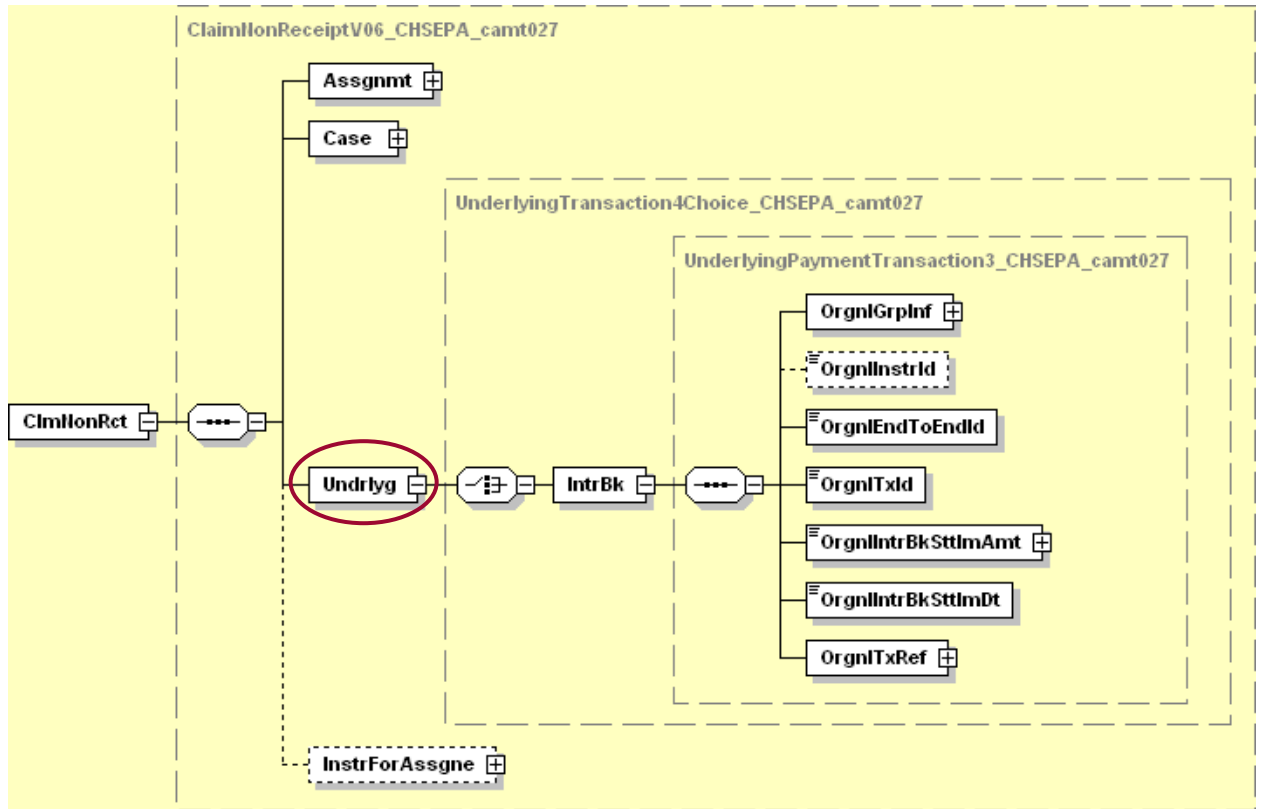 ClaimNonReceiptV06_CHSEPA_camt027
Assgnmt
Case
UnderlyingTransaction4Choice_CHSEPA_camt027
UnderlyingPaymentTransaction3_CHSEPA_camt027
OrgnlGrpInf
OrgnlInstrId
ClmNonRct
OrgnlEndToEndId
Undrlyg
IntrBk
OrgnlTxId
OrgnlIntrBkSttlmAmt
OrgnlIntrBkSttlmDt
OrgnlTxRef
InstrForAssgne